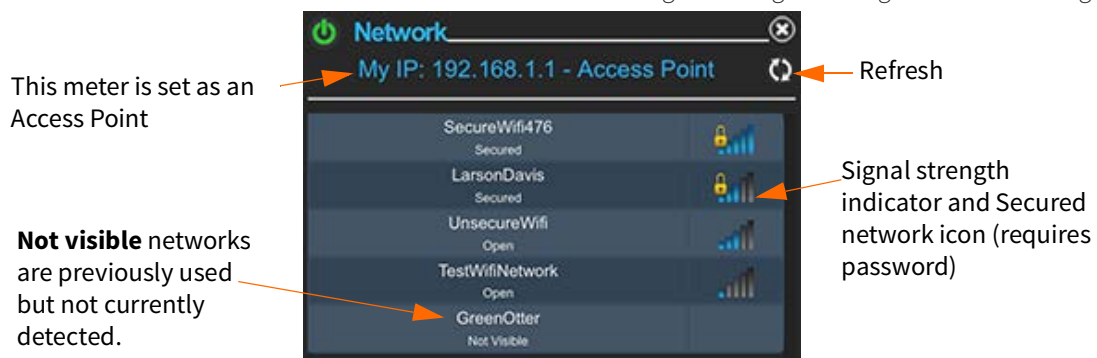 Network
My IP: 192.168.1.1 - Access Point
Refresh
This meter is set as an
Access Point
SecureWifi476
Secured
LarsonDavis
Secured
Signal strength
indicator and Secured
network icon (requires
password)
UnsecureWifi
Open
Not visible networks
are previously used
but not currently
detected.
TestWifiNetwork
Open
GreenOtter
Not Visible